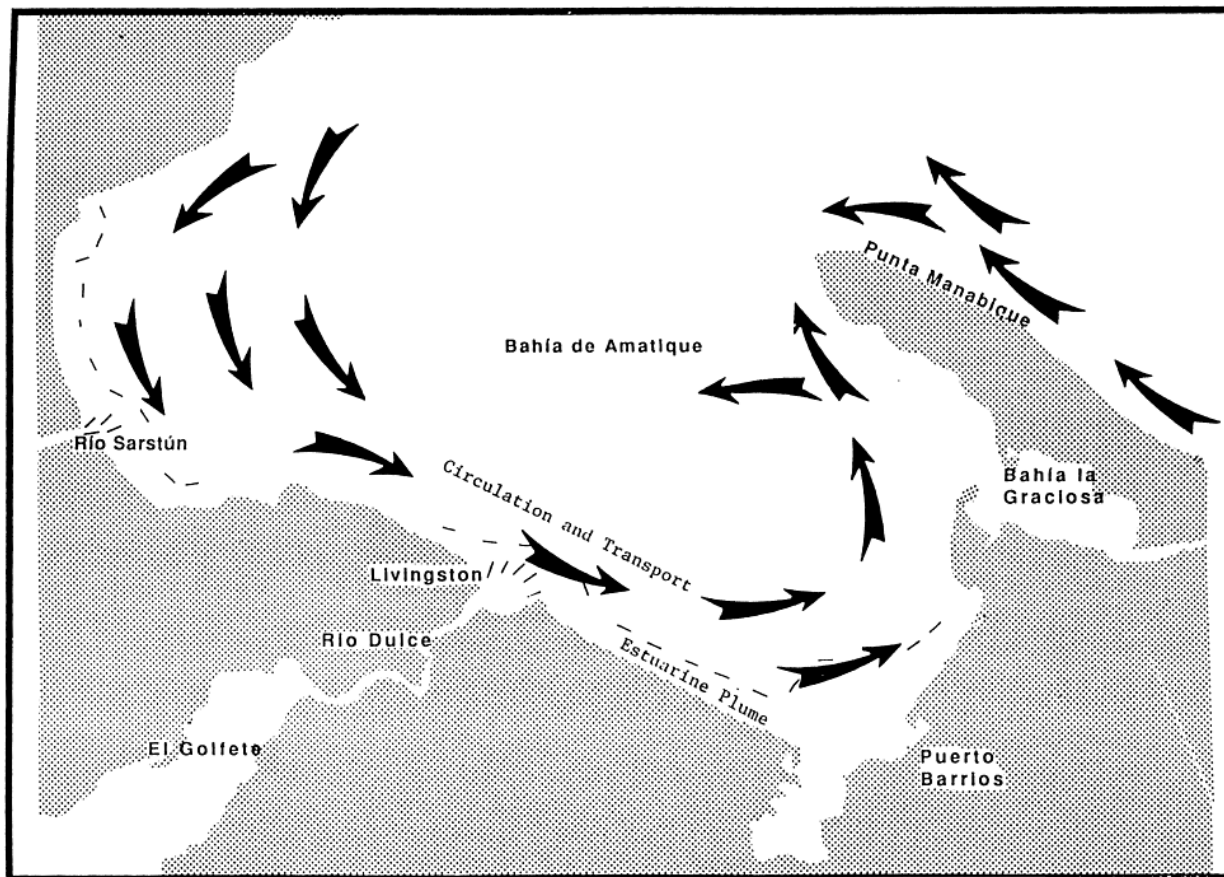 Punta Manabique
Bahía de Amatique
Río Sarstún
Circulation and Transport
Bahía la
Graciosa
Livingston
Río Dulce
Estuarine Plume
El Golfete
Puerto
Barrios